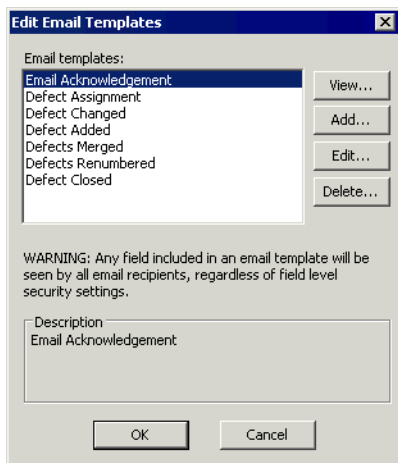 Edit Email Templates
Email templates:
Email Acknowledgement
Defect Assignment
Defect Changed
Defect Added
Defects Merged
Defects Renumbered
Defect Closed
View...
Add...
Edit...
Delete...
WARNING: Any field included in an email template will be
seen by all email recipients, regardless of field level
security settings.
Description
Email Acknowledgement
OK
Cancel